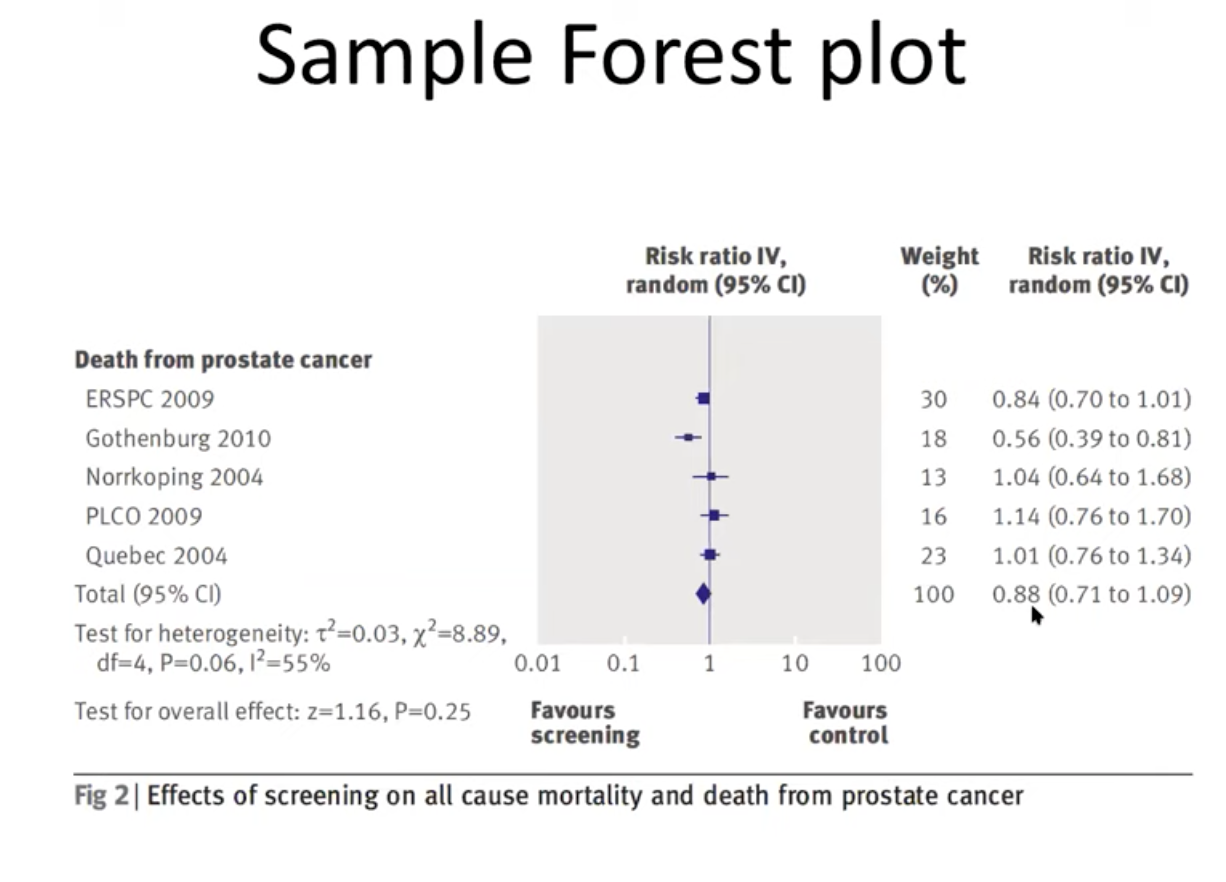 Sample Forest plot
Risk ratio IV, Weight Risk ratio IV,
random (95% CI) (%) random (95% CI)
Death from prostate cancer
ERSPC 2009 30 0.84 (0.70 to 1.01)
Gothenburg 2010 18 0.56 (0.39 to 0.81)
Norrkoping 2004 13 1.04 (0.64 to 1.68)
PLCO 2009 16 1.14 (0.76 to 1.70)
Quebec 2004 23 1.01 (0.76 to 1.34)
Total (95% CI) 100 0.88 (0.71 to 1.09)
Test for heterogeneity: τ²=0.03, χ²=8.89,
df=4, P=0.06, I²=55% 0.01 0.1 1 10 100
Test for overall effect: z=1.16, P=0.25 Favours Favours
screening control
Fig 2| Effects of screening on all cause mortality and death from prostate cancer